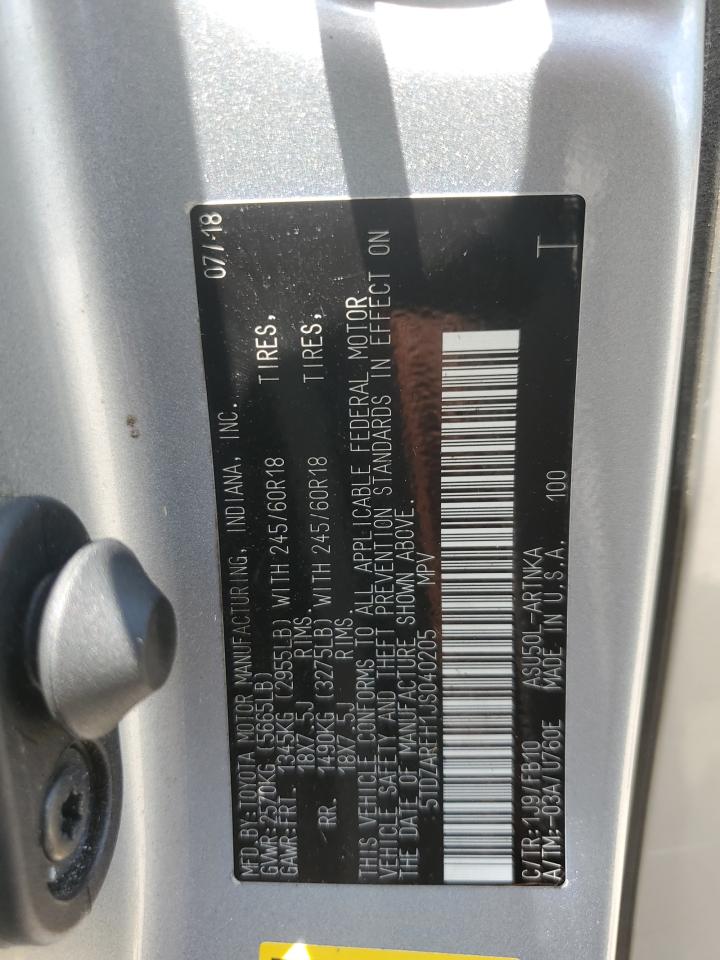 MFD.BY:TOYOTA MOTOR MANUFACTURING, INDIANA, INC. 07/18
GVWR:2570KG (5665LB)
GAWR:FRT. 1345KG (2955LB) WITH 245/60R18 TIRES,
18X7.5J RIMS.
RR. 1490KG (3275LB) WITH 245/60R18 TIRES,
18X7.5J RIMS.
THIS VEHICLE CONFORMS TO ALL APPLICABLE FEDERAL MOTOR
VEHICLE SAFETY AND THEFT PREVENTION STANDARDS IN EFFECT ON
THE DATE OF MANUFACTURE SHOWN ABOVE.
5TDZARFH1JS040205 MPV
C/TR:1J9/FB10 ASU50L-ARTNKA 100
A/TM:-03A/U760E MADE IN U.S.A.